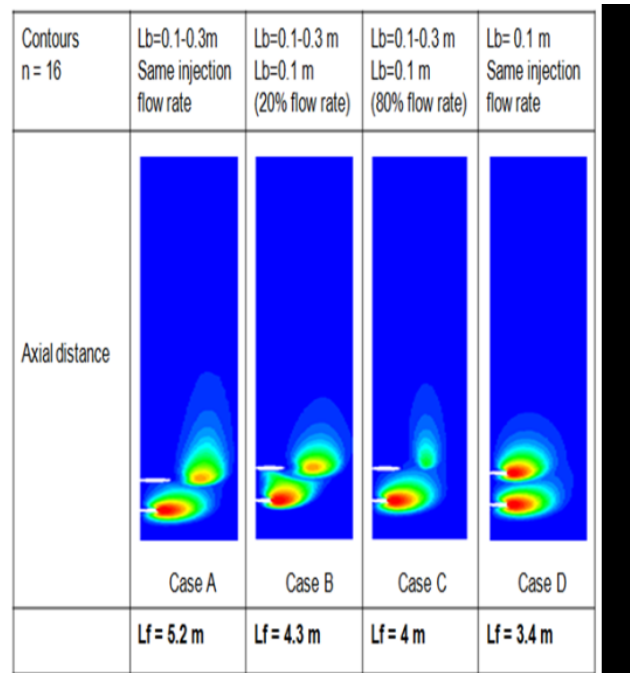 Contours
n = 16
Lb=0.1-0.3m
Same injection
flow rate
Lb=0.1-0.3 m
Lb=0.1 m
(20% flow rate)
Lb=0.1-0.3 m
Lb=0.1 m
(80% flow rate)
Lb= 0.1 m
Same injection
flow rate
Axial distance
Case A
Case B
Case C
Case D
Lf = 5.2 m
Lf = 4.3 m
Lf = 4 m
Lf = 3.4 m